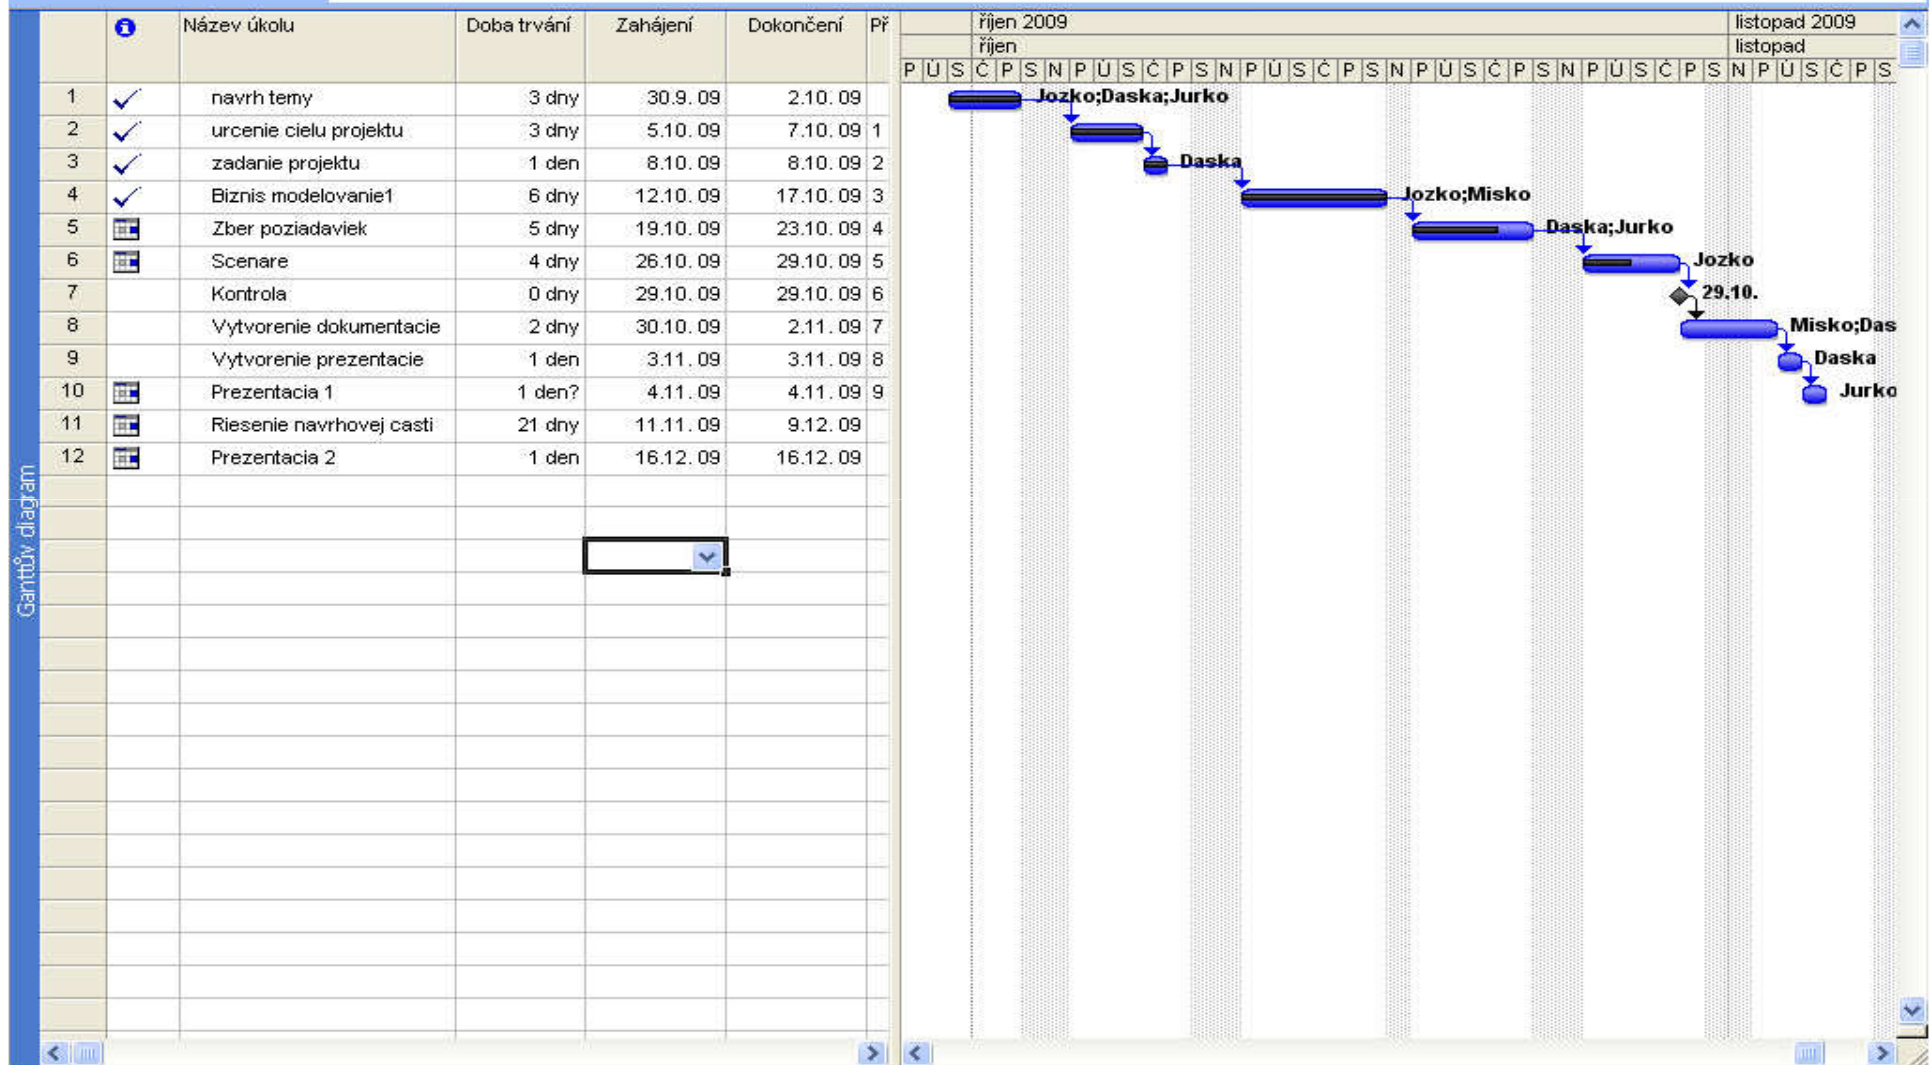 Název úkolu Doba trvání Zahájení Dokončení Př
1 navrh temy 3 dny 30.9. 09 2.10. 09
2 urcenie cielu projektu 3 dny 5.10. 09 7.10. 09 1
3 zadanie projektu 1 den 8.10. 09 8.10. 09 2
4 Biznis modelovanie1 6 dny 12.10. 09 17.10. 09 3
5 Zber poziadaviek 5 dny 19.10. 09 23.10. 09 4
6 Scenare 4 dny 26.10. 09 29.10. 09 5
7 Kontrola 0 dny 29.10. 09 29.10. 09 6
8 Vytvorenie dokumentacie 2 dny 30.10. 09 2.11. 09 7
9 Vytvorenie prezentacie 1 den 3.11. 09 3.11. 09 8
10 Prezentacia 1 1 den? 4.11. 09 4.11. 09 9
11 Riesenie navrhovej casti 21 dny 11.11. 09 9.12. 09
12 Prezentacia 2 1 den 16.12. 09 16.12. 09
Ganttův diagram
říjen 2009 listopad 2009
říjen listopad
P Ú S Č P S N P Ú S Č P S N P Ú S Č P S N P Ú S Č P S N P Ú S Č P S N P Ú S Č P S
Jozko;Daska;Jurko
Daska
Jozko;Misko
Daska;Jurko
Jozko
29.10.
Misko;Das
Daska
Jurko